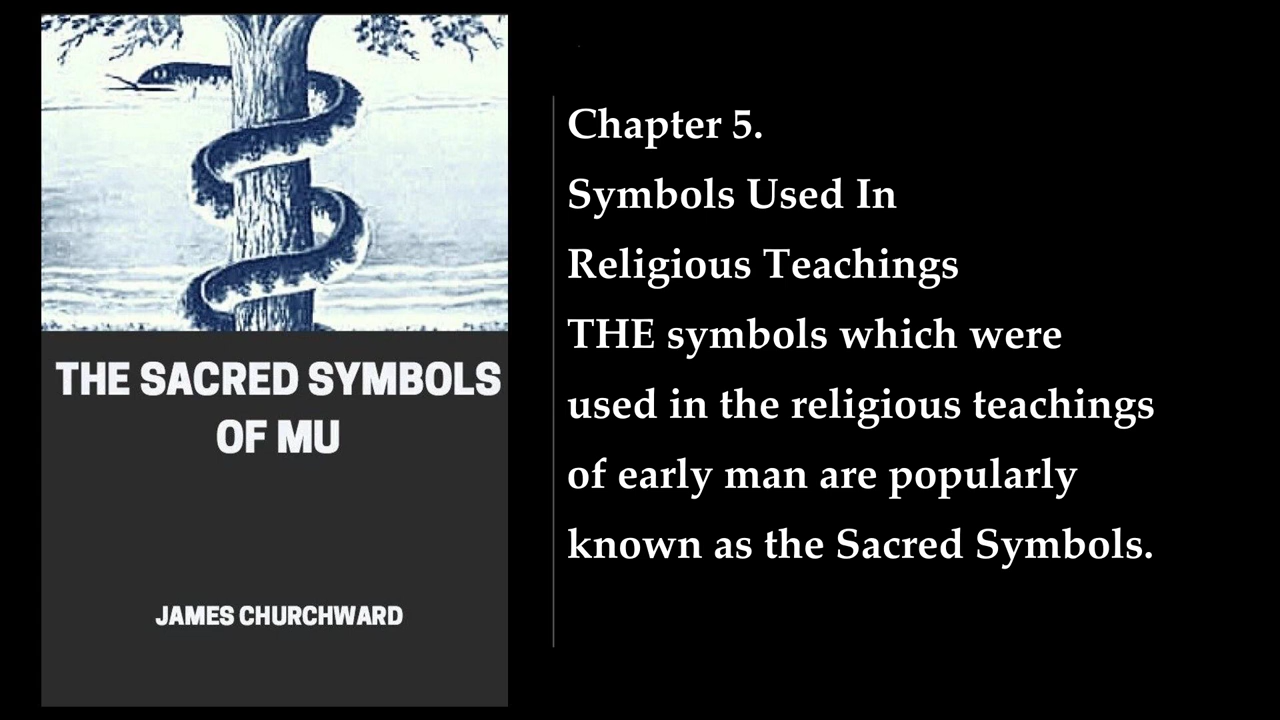 THE SACRED SYMBOLS
OF MU
JAMES CHURCHWARD
Chapter 5.
Symbols Used In
Religious Teachings
THE symbols which were
used in the religious teachings
of early man are popularly
known as the Sacred Symbols.